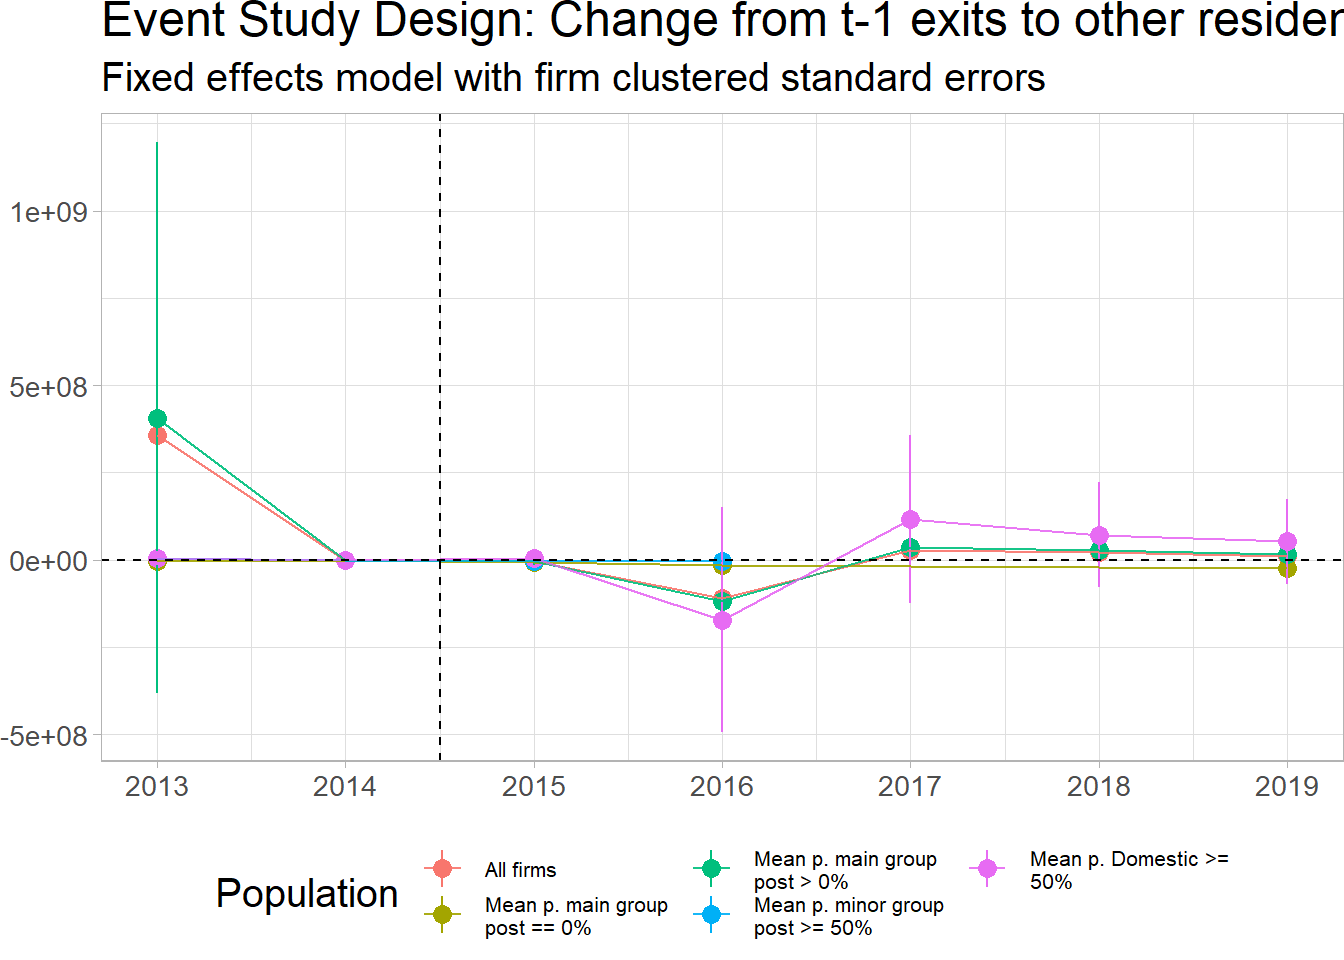 Event Study Design: Change from t-1 exits to other
Fixed effects model with firm clustered standard errors
1e+09
5e+08
0e+00
-5e+08
2013 2014 2015 2016 2017 2018 2019
Population
All firms
Mean p. main group
post == 0%
Mean p. main group
post > 0%
Mean p. minor group
post >= 50%
Mean p. Domestic >=
50%